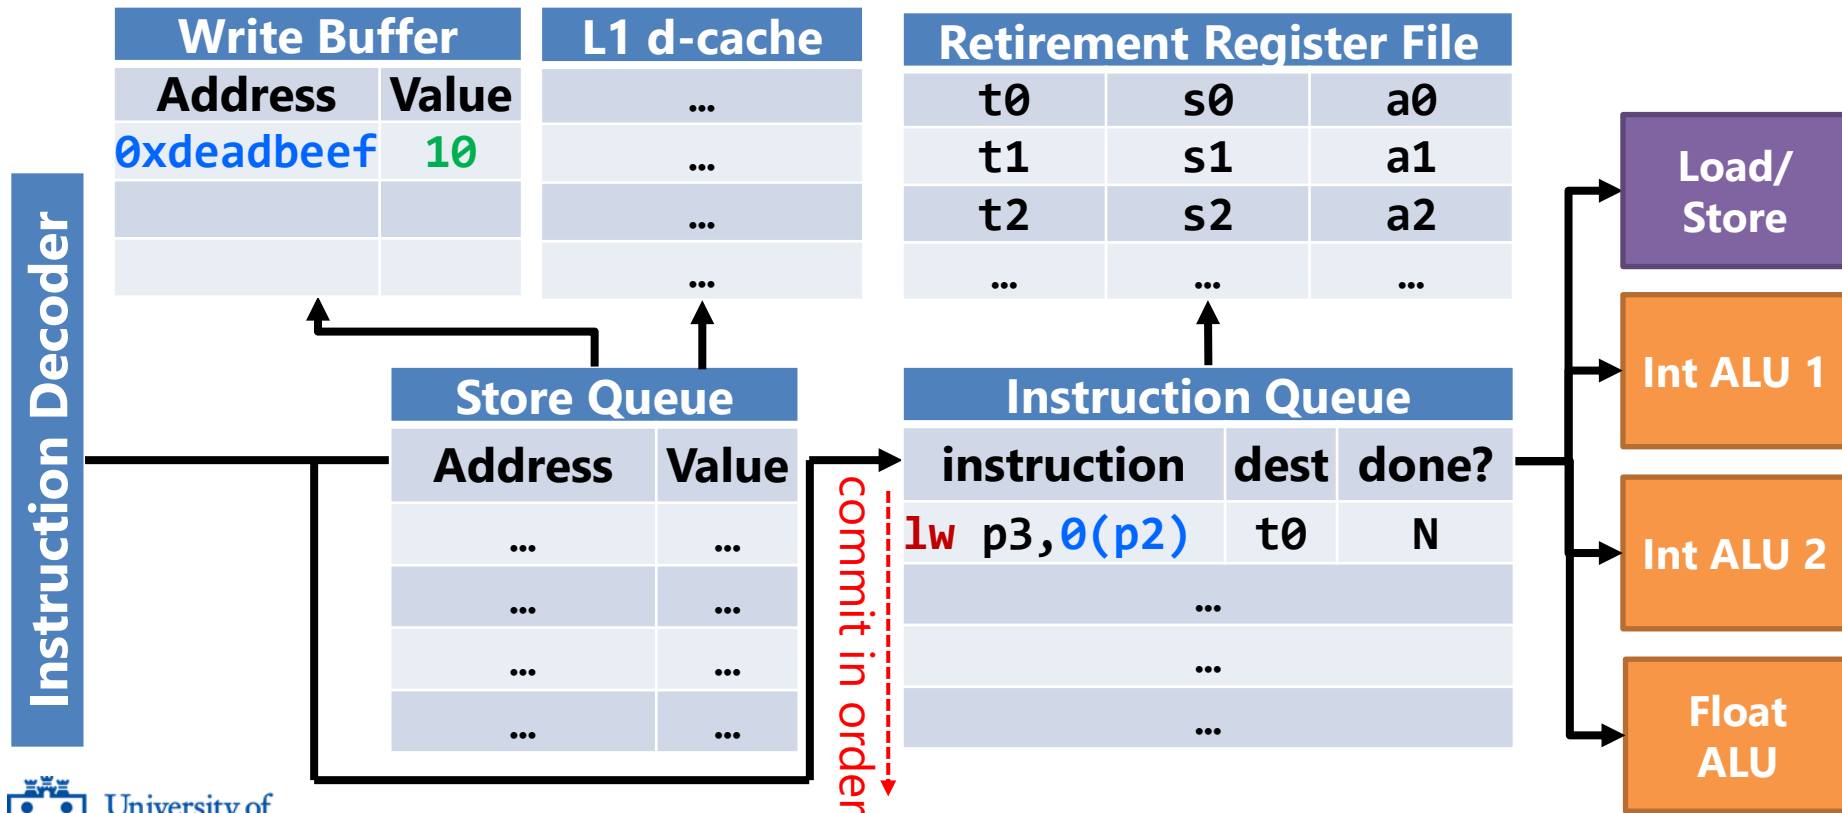 Write Buffer
Address Value
0xdeadbeef 10
L1 d-cache
...
...
...
...
Retirement Register File
t0 s0 a0
t1 s1 a1
t2 s2 a2
... ... ...
Instruction Decoder
Store Queue
Address Value
... ...
... ...
... ...
... ...
commit in order
Instruction Queue
instruction dest done?
lw p3,0(p2) t0 N
...
...
...
Load/
Store
Int ALU 1
Int ALU 2
Float
ALU
University of